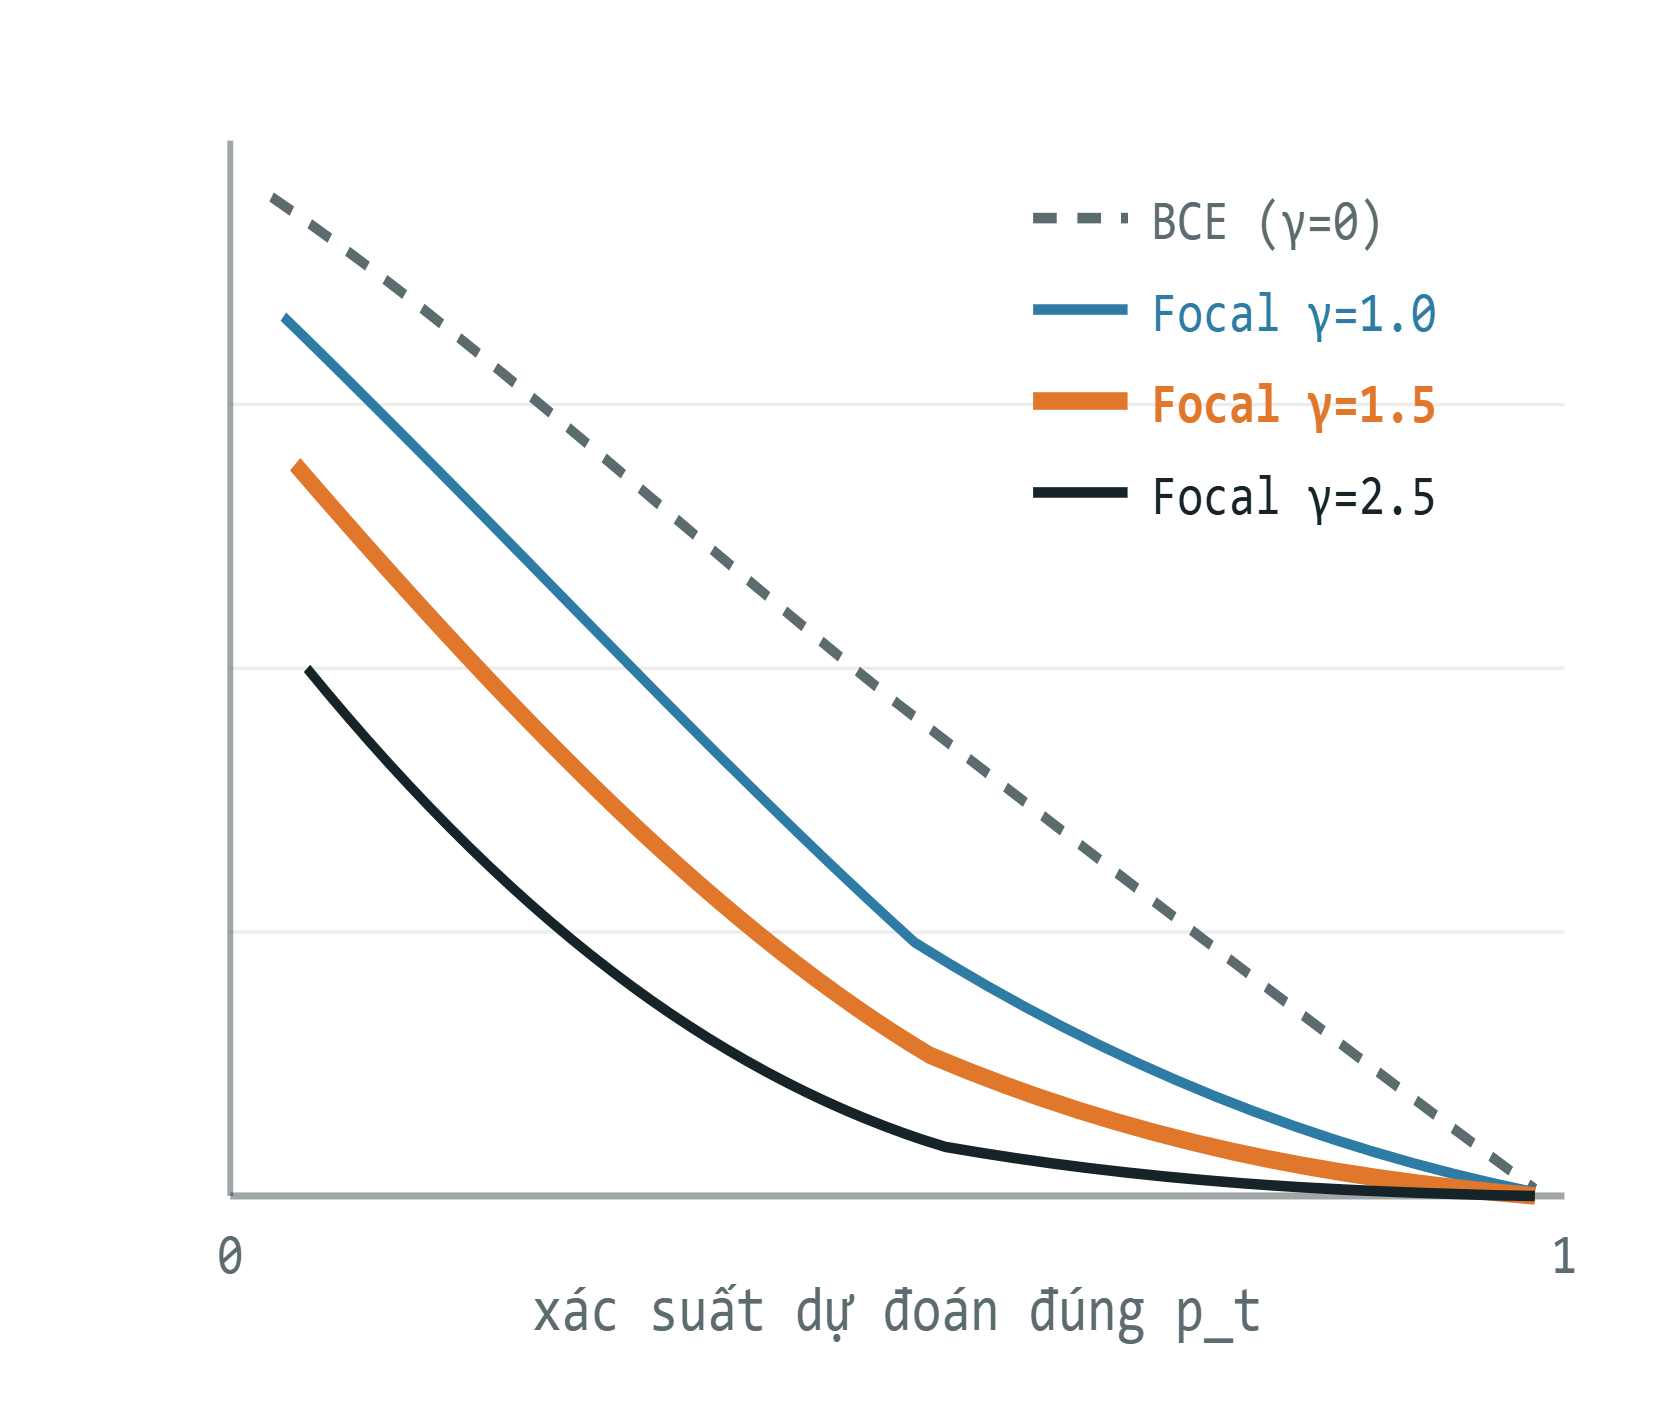 BCE (γ=0)
Focal γ=1.0
Focal γ=1.5
Focal γ=2.5
0
1
xác suất dự đoán đúng p_t